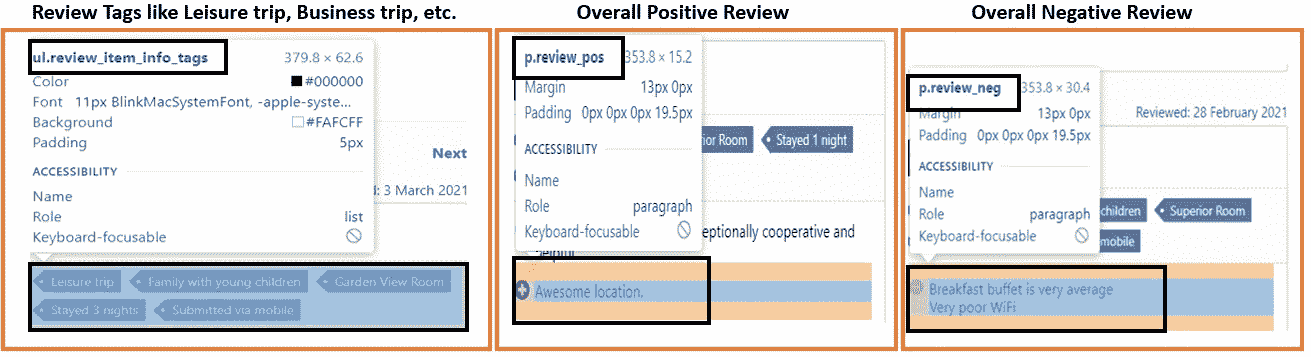 Review Tags like Leisure trip, Business trip, etc.
ul.review_item_info_tags 379.8 × 62.6
Color #000000
Font 11px BlinkMacSystemFont, -apple-syste...
Background #FAFCFF
Padding 5px
ACCESSIBILITY
Name
Role list
Keyboard-focusable
Next
d: 3 March 2021
Leisure trip Family with young children Garden View Room
Stayed 3 nights Submitted via mobile
Overall Positive Review
p.review_pos 353.8 × 15.2
Margin 13px 0px
Padding 0px 0px 0px 19.5px
ACCESSIBILITY
Name
Role paragraph
Keyboard-focusable
erior Room Stayed 1 night
eptionally cooperative and
Awesome location.
Overall Negative Review
p.review_neg 353.8 × 30.4
Margin 13px 0px
Padding 0px 0px 0px 19.5px
ACCESSIBILITY
Name
Role paragraph
Keyboard-focusable
Reviewed: 28 February 2021
children Superior Room
mobile
Breakfast buffet is very average
Very poor WiFi